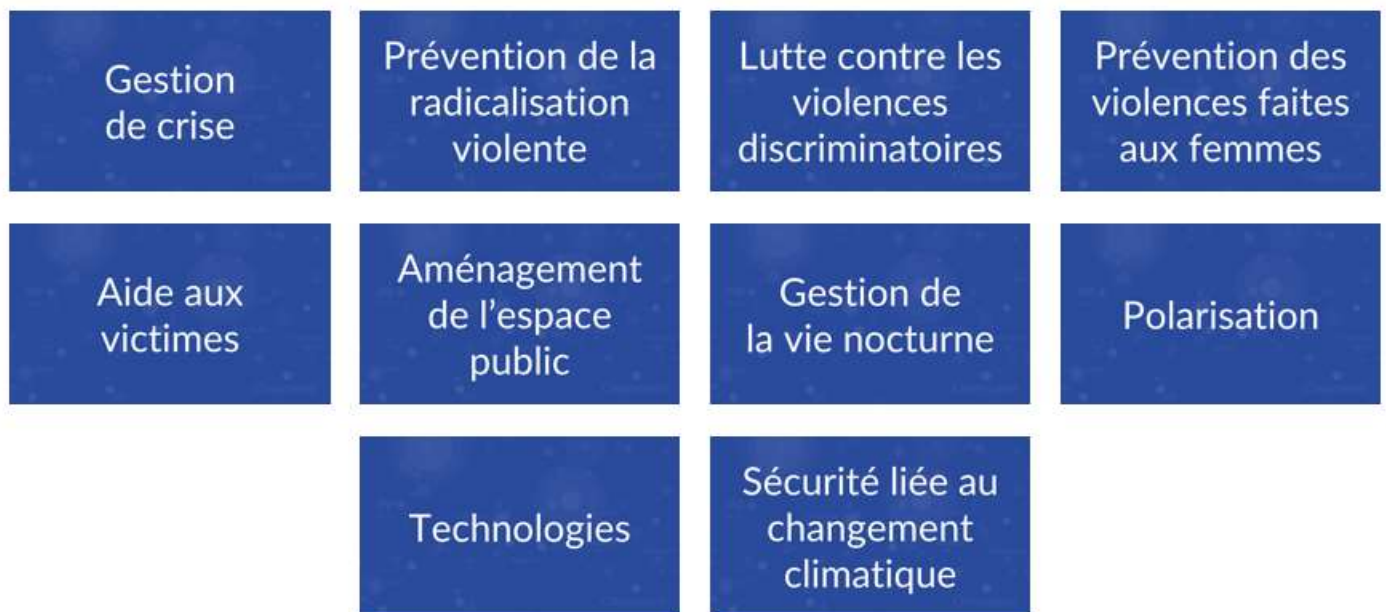 Gestion
de crise
Prévention de la
radicalisation
violente
Lutte contre les
violences
discriminatoires
Prévention des
violences faites
aux femmes
Aide aux
victimes
Aménagement
de l’espace
public
Gestion de
la vie nocturne
Polarisation
Technologies
Sécurité liée au
changement
climatique